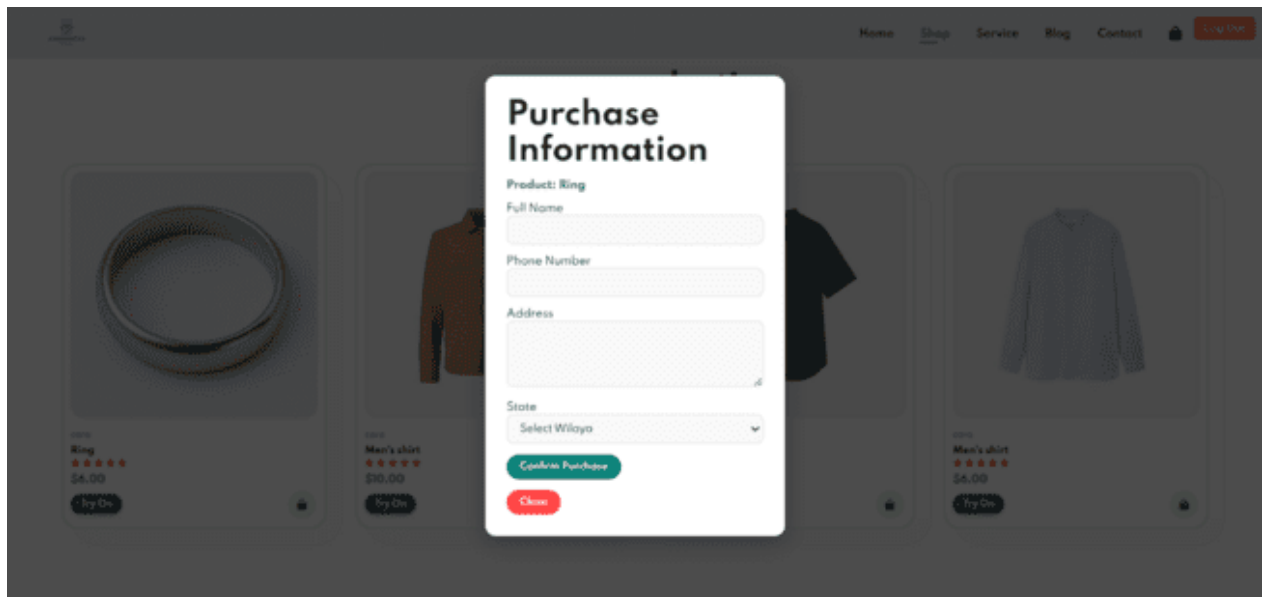 Home Shop Service Blog Contact Log Out
Purchase
Information
Product: Ring
Full Name
Phone Number
Address
State
Select Wilaya
Confirm Purchase
Close
Ring
$6.00
Try On
Men's shirt
$10.00
Try On
Men's shirt
$6.00
Try On